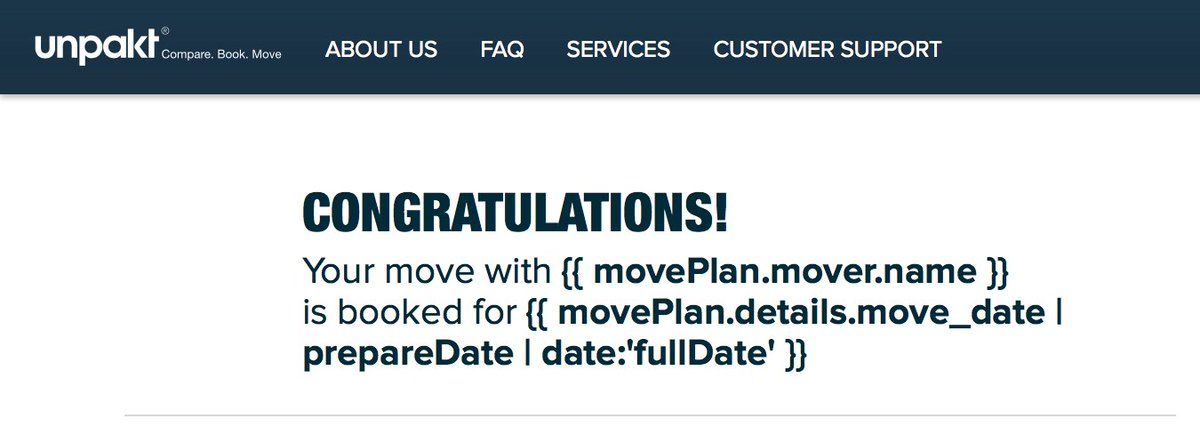 unpakt® Compare. Book. Move ABOUT US FAQ SERVICES CUSTOMER SUPPORT
CONGRATULATIONS!
Your move with {{ movePlan.mover.name }}
is booked for {{ movePlan.details.move_date |
prepareDate | date:'fullDate' }}